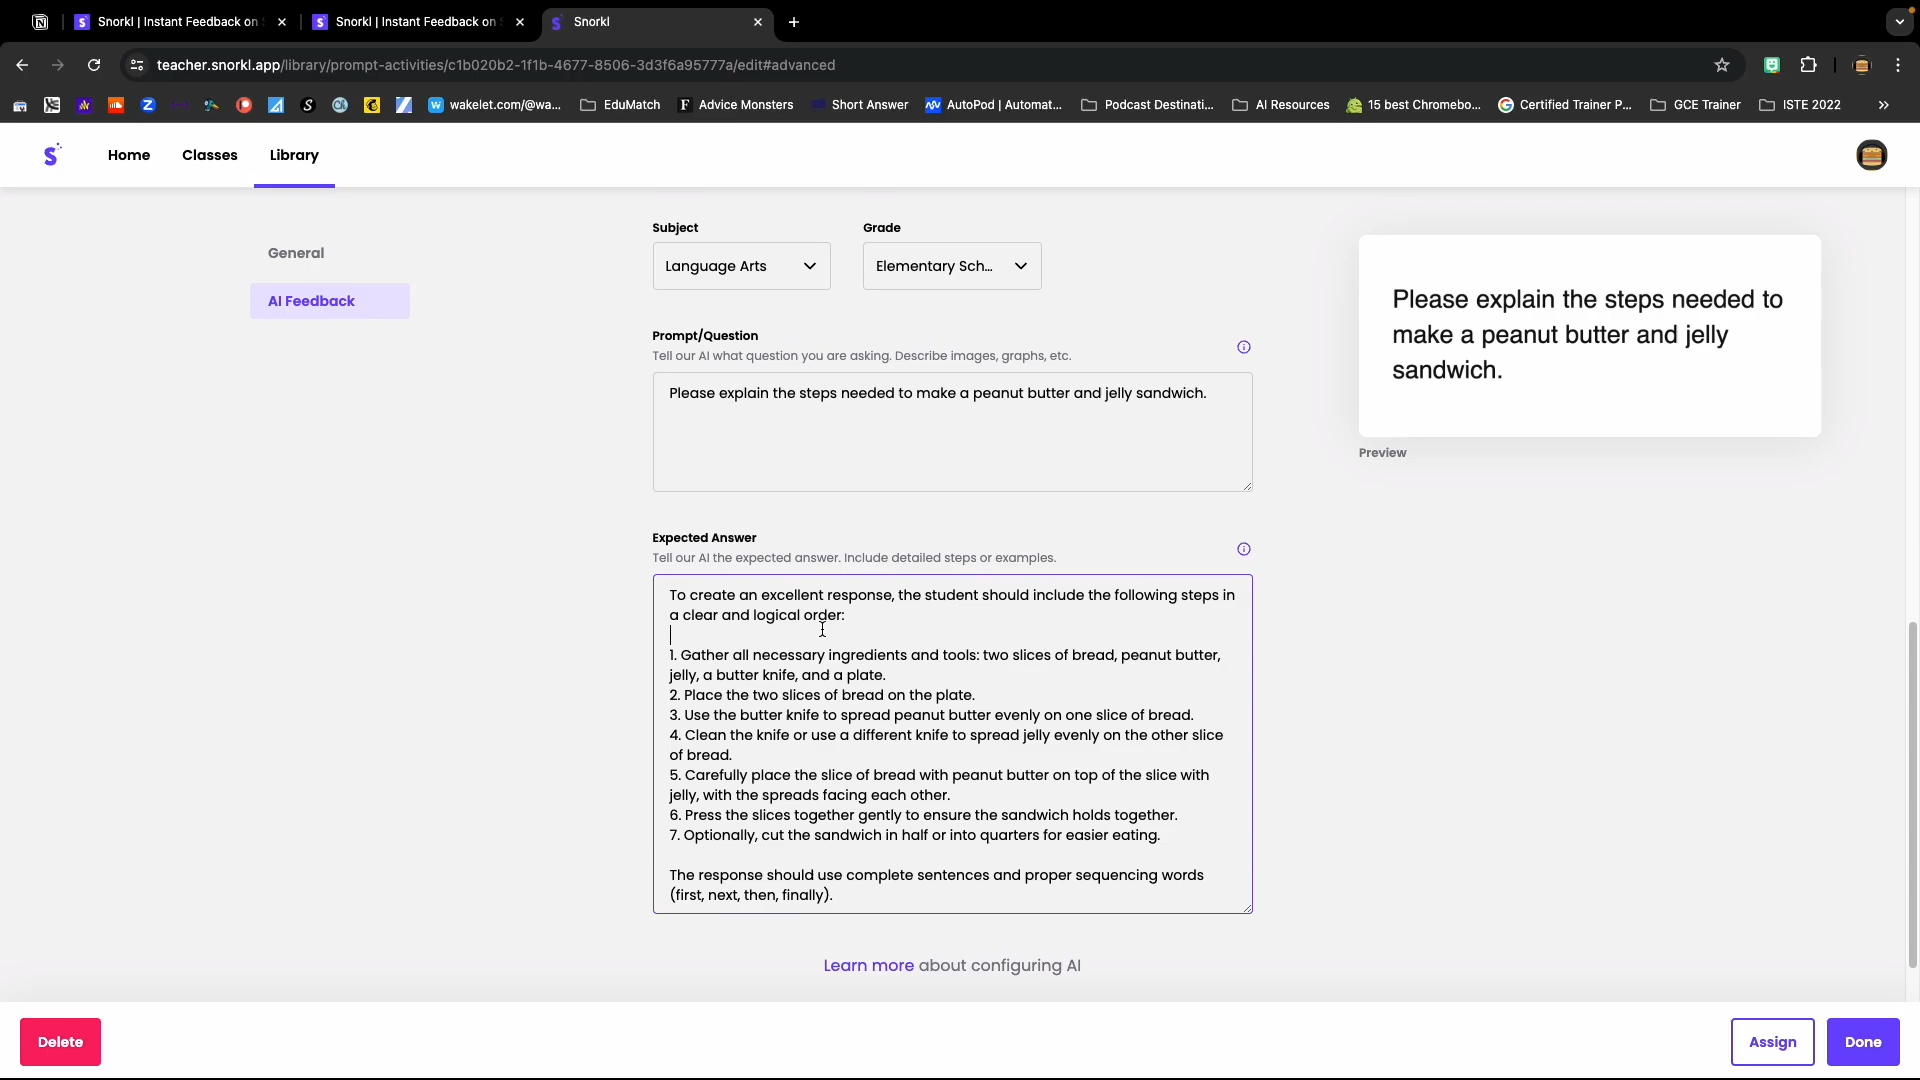 Snorkl | Instant Feedback on
Snorkl | Instant Feedback on
Snorkl
teacher.snorkl.app/library/prompt-activities/c1b020b2-1f1b-4677-8506-3d3f6a95777a/edit#advanced
wakelet.com/@wa...
EduMatch
Advice Monsters
Short Answer
AutoPod | Automat...
Podcast Destinati...
AI Resources
15 best Chromebo...
Certified Trainer P...
GCE Trainer
ISTE 2022
Home
Classes
Library
General
AI Feedback
Subject
Grade
Language Arts
Elementary Sch...
Prompt/Question
Tell our AI what question you are asking. Describe images, graphs, etc.
Please explain the steps needed to make a peanut butter and jelly sandwich.
Expected Answer
Tell our AI the expected answer. Include detailed steps or examples.
To create an excellent response, the student should include the following steps in
a clear and logical order:
1. Gather all necessary ingredients and tools: two slices of bread, peanut butter,
jelly, a butter knife, and a plate.
2. Place the two slices of bread on the plate.
3. Use the butter knife to spread peanut butter evenly on one slice of bread.
4. Clean the knife or use a different knife to spread jelly evenly on the other slice
of bread.
5. Carefully place the slice of bread with peanut butter on top of the slice with
jelly, with the spreads facing each other.
6. Press the slices together gently to ensure the sandwich holds together.
7. Optionally, cut the sandwich in half or into quarters for easier eating.
The response should use complete sentences and proper sequencing words
(first, next, then, finally).
Learn more about configuring AI
Please explain the steps needed to
make a peanut butter and jelly
sandwich.
Preview
Delete
Assign
Done